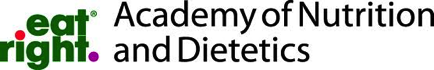 eat® Academy of Nutrition
right. and Dietetics